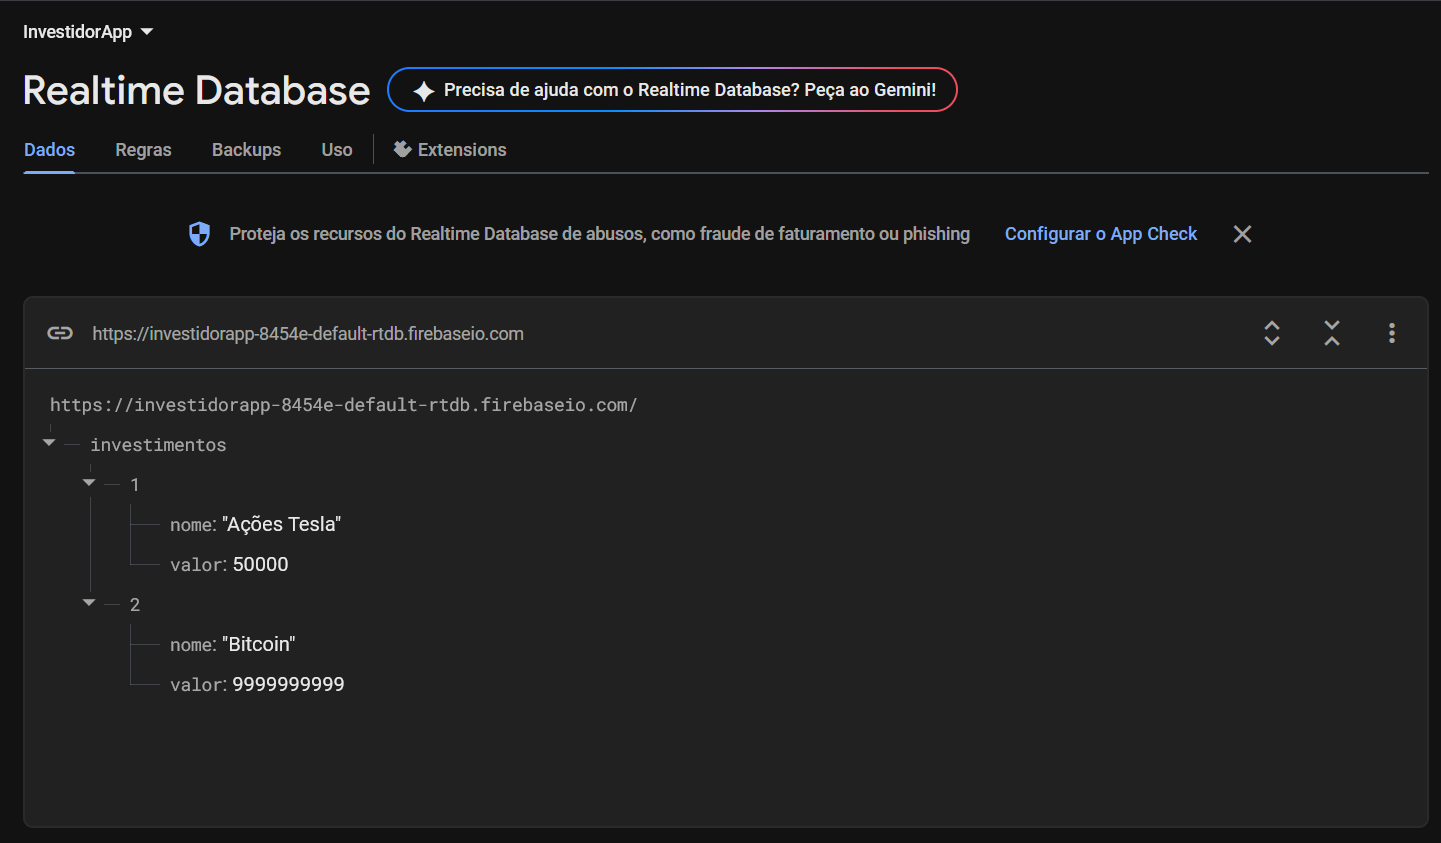 InvestidorApp
Realtime Database
Precisa de ajuda com o Realtime Database? Peça ao Gemini!
Dados Regras Backups Uso Extensions
Proteja os recursos do Realtime Database de abusos, como fraude de faturamento ou phishing Configurar o App Check
https://investidorapp-8454e-default-rtdb.firebaseio.com
https://investidorapp-8454e-default-rtdb.firebaseio.com/
investimentos
1
nome: "Ações Tesla"
valor: 50000
2
nome: "Bitcoin"
valor: 9999999999